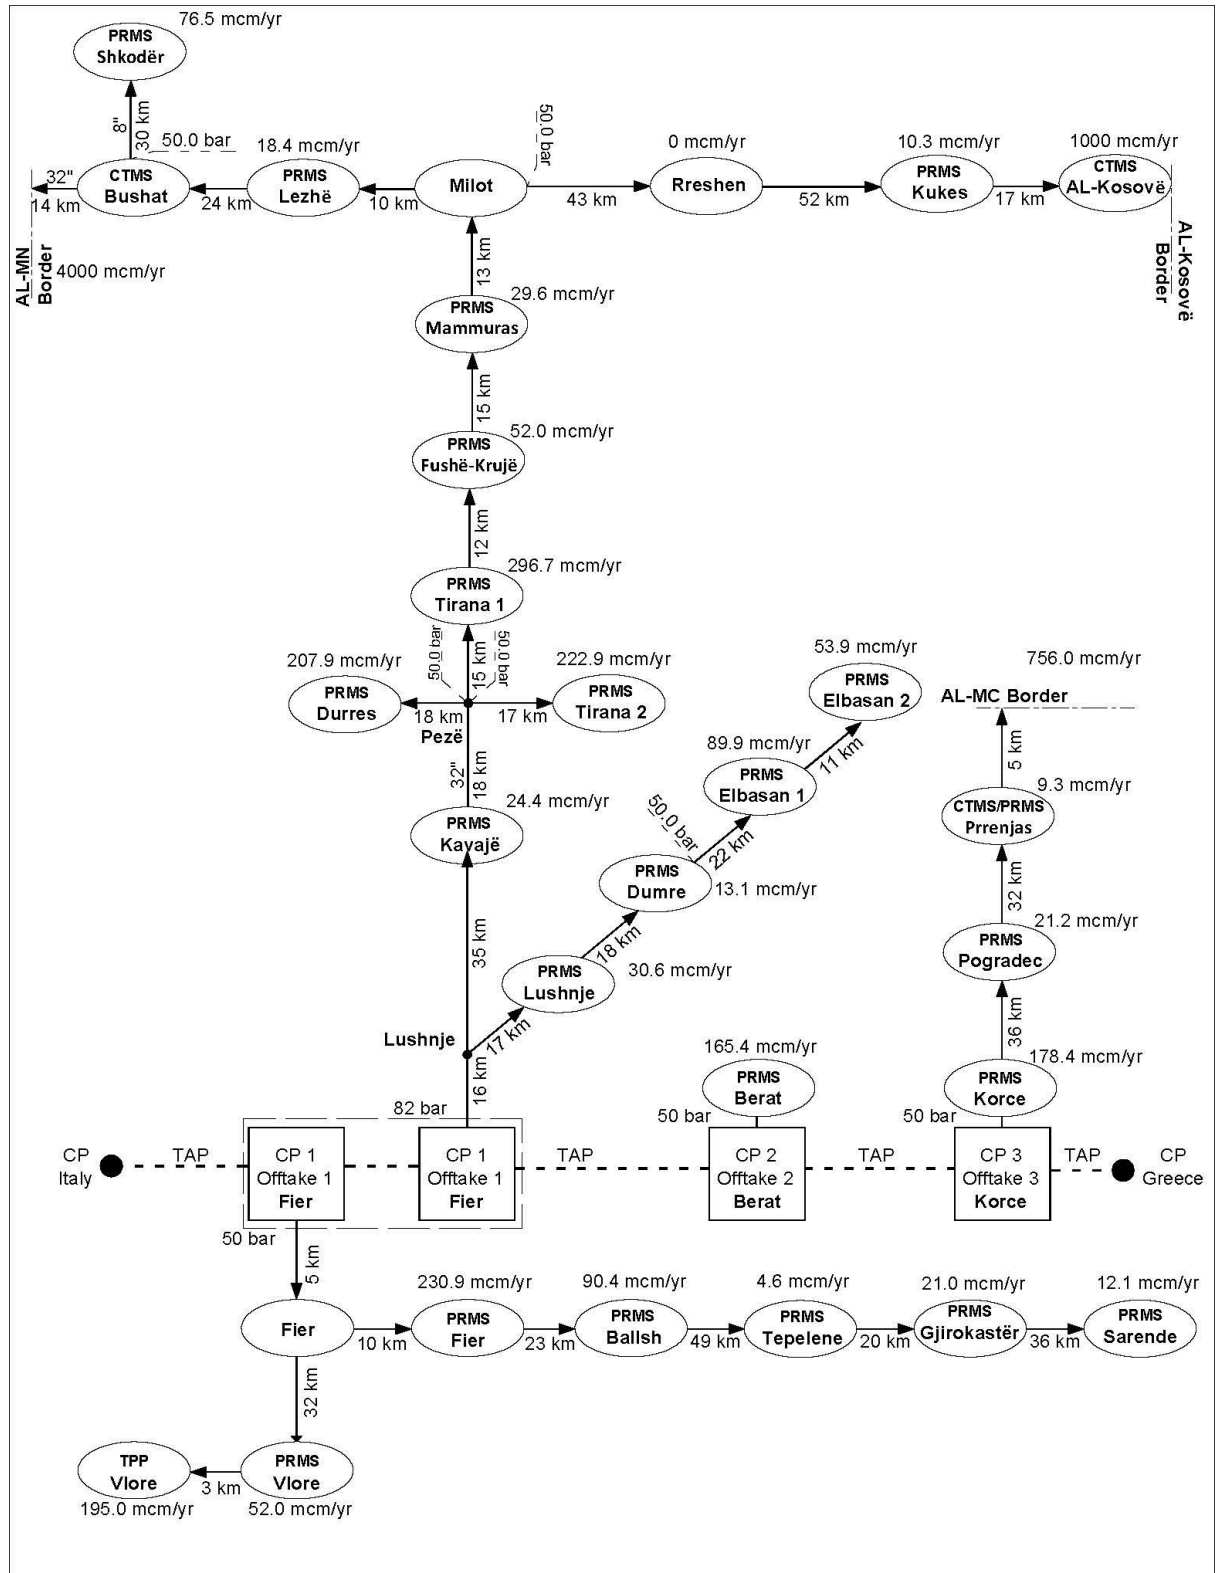 76.5 mcm/yr
PRMS
Shkodër
8"
30 km
50.0 bar
18.4 mcm/yr
50.0 bar
0 mcm/yr
10.3 mcm/yr
1000 mcm/yr
32"
14 km
CTMS
Bushat
24 km
PRMS
Lezhë
10 km
Milot
43 km
Rreshen
52 km
PRMS
Kukes
17 km
CTMS
AL-Kosovë
AL-MN
Border
4000 mcm/yr
AL-Kosovë
Border
13 km
29.6 mcm/yr
PRMS
Mammuras
15 km
52.0 mcm/yr
PRMS
Fushë-Krujë
12 km
296.7 mcm/yr
PRMS
Tirana 1
50.0 bar
15 km
50.0 bar
207.9 mcm/yr
PRMS
Durres
18 km
Pezë
17 km
222.9 mcm/yr
PRMS
Tirana 2
53.9 mcm/yr
PRMS
Elbasan 2
756.0 mcm/yr
AL-MC Border
32"
18 km
24.4 mcm/yr
PRMS
Kavajë
89.9 mcm/yr
PRMS
Elbasan 1
11 km
5 km
9.3 mcm/yr
CTMS/PRMS
Prrenjas
50.0 bar
22 km
PRMS
Dumre
13.1 mcm/yr
32 km
21.2 mcm/yr
PRMS
Pogradec
35 km
18 km
PRMS
Lushnje
30.6 mcm/yr
36 km
Lushnje
17 km
16 km
165.4 mcm/yr
PRMS
Berat
50 bar
178.4 mcm/yr
PRMS
Korce
50 bar
82 bar
CP
Italy
TAP
CP 1
Offtake 1
Fier
CP 1
Offtake 1
Fier
TAP
CP 2
Offtake 2
Berat
TAP
CP 3
Offtake 3
Korce
TAP
CP
Greece
50 bar
5 km
230.9 mcm/yr
90.4 mcm/yr
4.6 mcm/yr
21.0 mcm/yr
12.1 mcm/yr
Fier
10 km
PRMS
Fier
23 km
PRMS
Ballsh
49 km
PRMS
Tepelene
20 km
PRMS
Gjirokastër
36 km
PRMS
Sarende
32 km
TPP
Vlore
3 km
PRMS
Vlore
195.0 mcm/yr
52.0 mcm/yr